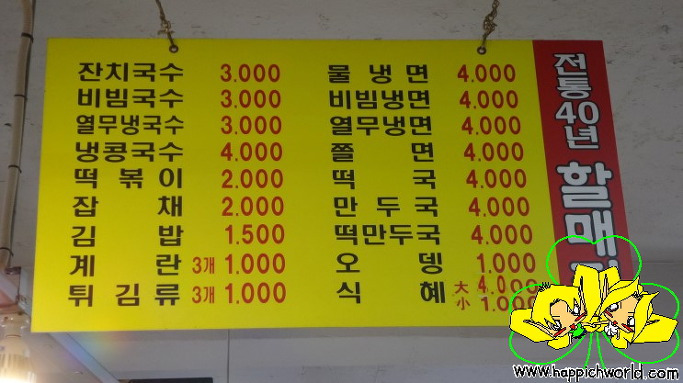 잔치국수 3.000
비빔국수 3.000
열무냉국수 3.000
냉콩국수 4.000
떡볶이 2.000
잡채 2.000
김밥 1.500
계란 3개 1.000
튀김류 3개 1.000
물냉면 4.000
비빔냉면 4.000
열무냉면 4.000
쫄면 4.000
떡국 4.000
만두국 4.000
떡만두국 4.000
오뎅 1.000
식혜 大 4.000
小 1.000
전통40년 할매
www.happichworld.com